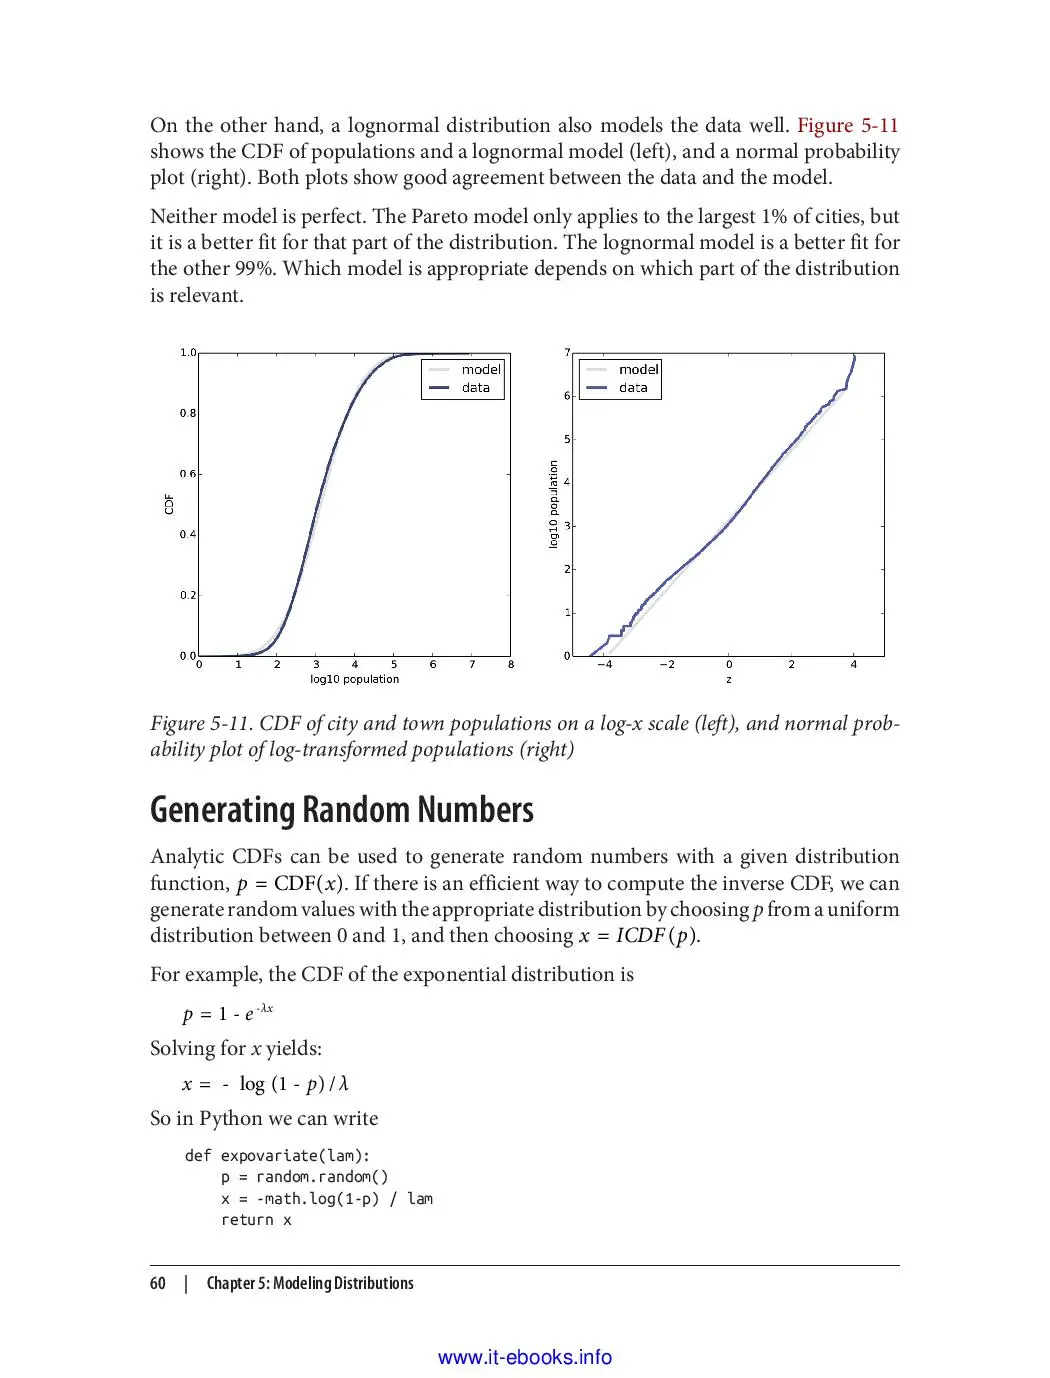 On the other hand, a lognormal distribution also models the data well. Figure 5-11
shows the CDF of populations and a lognormal model (left), and a normal probability
plot (right). Both plots show good agreement between the data and the model.
Neither model is perfect. The Pareto model only applies to the largest 1% of cities, but
it is a better fit for that part of the distribution. The lognormal model is a better fit for
the other 99%. Which model is appropriate depends on which part of the distribution
is relevant.
1.0
0.8
0.6
0.4
0.2
0.0
CDF
model
data
0 1 2 3 4 5 6 7 8
log10 population
7
6
5
4
3
2
1
0
log10 population
model
data
−4 −2 0 2 4
z
Figure 5-11. CDF of city and town populations on a log-x scale (left), and normal prob-
ability plot of log-transformed populations (right)
Generating Random Numbers
Analytic CDFs can be used to generate random numbers with a given distribution
function, p = CDF(x). If there is an efficient way to compute the inverse CDF, we can
generate random values with the appropriate distribution by choosing p from a uniform
distribution between 0 and 1, and then choosing x = ICDF(p).
For example, the CDF of the exponential distribution is
p = 1 - e^-λx
Solving for x yields:
x = - log (1 - p) / λ
So in Python we can write
def expovariate(lam):
    p = random.random()
    x = -math.log(1-p) / lam
    return x
60 | Chapter 5: Modeling Distributions
www.it-ebooks.info